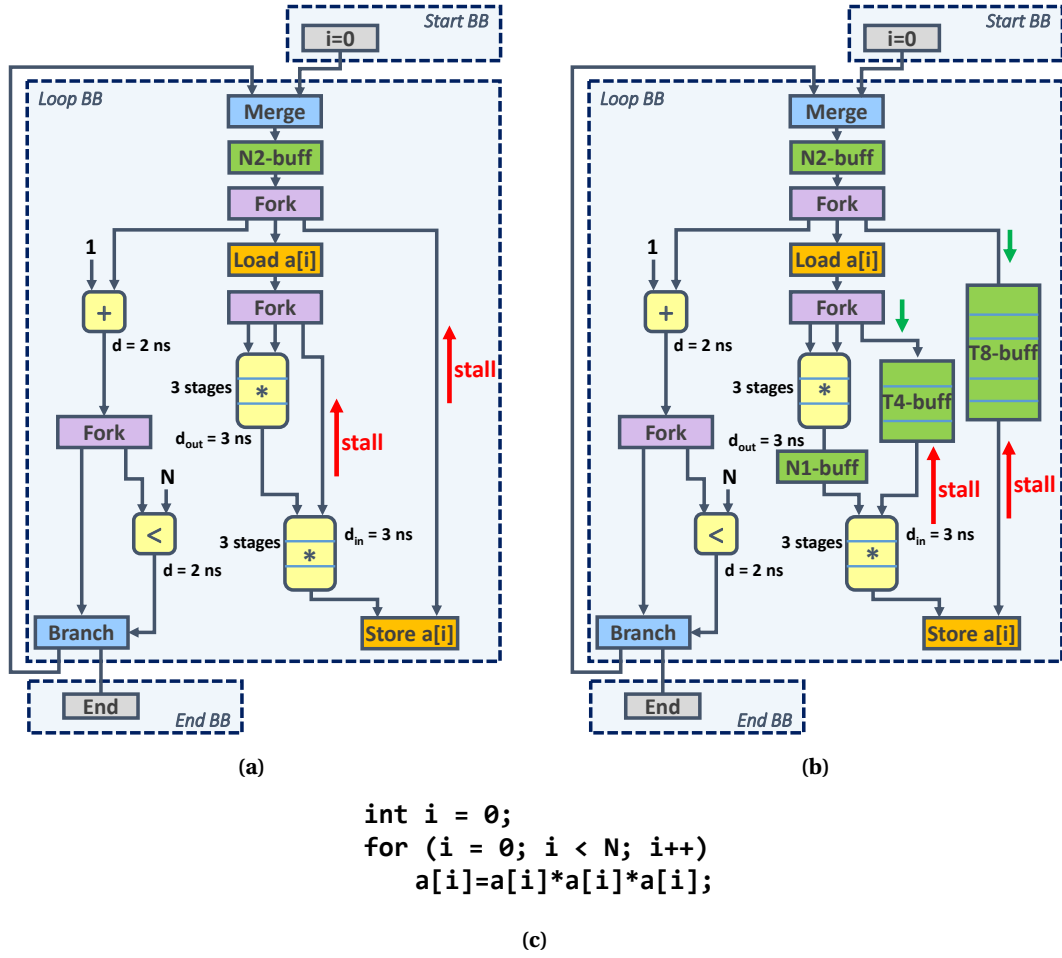 Start BB
i=0
Loop BB
Merge
N2-buff
Fork
1
Load a[i]
+
Fork
d = 2 ns
3 stages
*
stall
stall
Fork
d_out = 3 ns
N
<
3 stages
*
d_in = 3 ns
d = 2 ns
Branch
Store a[i]
End
End BB
(a)
Start BB
i=0
Loop BB
Merge
N2-buff
Fork
1
Load a[i]
+
Fork
d = 2 ns
T8-buff
3 stages
*
T4-buff
Fork
d_out = 3 ns
N1-buff
stall
stall
N
<
3 stages
*
d_in = 3 ns
d = 2 ns
Branch
Store a[i]
End
End BB
(b)
int i = 0;
for (i = 0; i < N; i++)
a[i]=a[i]*a[i]*a[i];
(c)